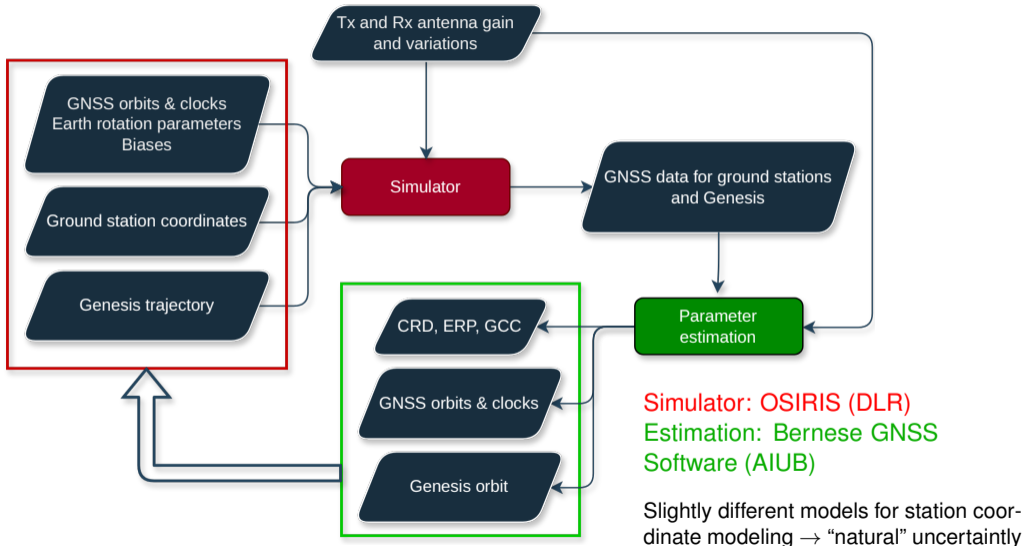 Tx and Rx antenna gain
and variations
GNSS orbits & clocks
Earth rotation parameters
Biases
Ground station coordinates
Genesis trajectory
Simulator
GNSS data for ground stations
and Genesis
Parameter
estimation
CRD, ERP, GCC
GNSS orbits & clocks
Genesis orbit
Simulator: OSIRIS (DLR)
Estimation: Bernese GNSS
Software (AIUB)
Slightly different models for station coor-
dinate modeling → “natural” uncertaintly